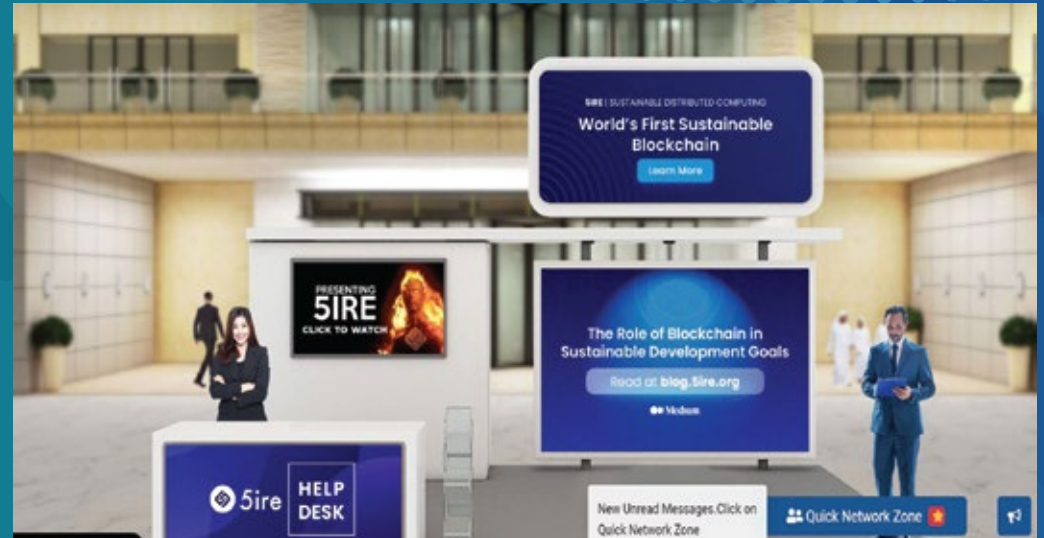 5IRE | SUSTAINABLE DISTRIBUTED COMPUTING
World's First Sustainable
Blockchain
Learn More
PRESENTING
5IRE
CLICK TO WATCH
The Role of Blockchain in
Sustainable Development Goals
Read at blog.5ire.org
Medium
5ire
HELP
DESK
New Unread Messages.Click on
Quick Network Zone
Quick Network Zone